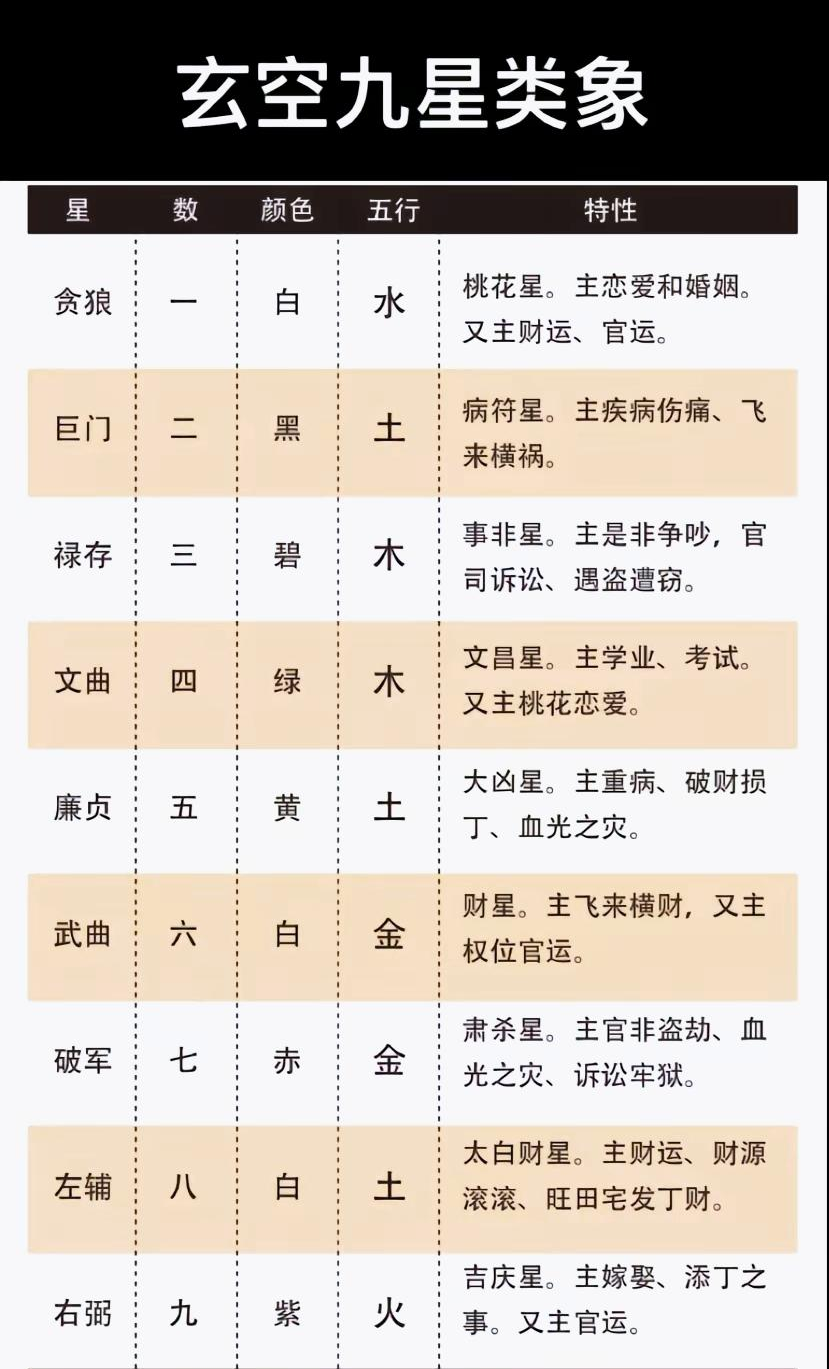 玄空九星类象
星 数 颜色 五行 特性
贪狼 一 白 水 桃花星。主恋爱和婚姻。
又主财运、官运。
巨门 二 黑 土 病符星。主疾病伤痛、飞
来横祸。
禄存 三 碧 木 事非星。主是非争吵，官
司诉讼、遇盗遭窃。
文曲 四 绿 木 文昌星。主学业、考试。
又主桃花恋爱。
廉贞 五 黄 土 大凶星。主重病、破财损
丁、血光之灾。
武曲 六 白 金 财星。主飞来横财，又主
权位官运。
破军 七 赤 金 肃杀星。主官非盗劫、血
光之灾、诉讼牢狱。
左辅 八 白 土 太白财星。主财运、财源
滚滚、旺田宅发丁财。
右弼 九 紫 火 吉庆星。主嫁娶、添丁之
事。又主官运。